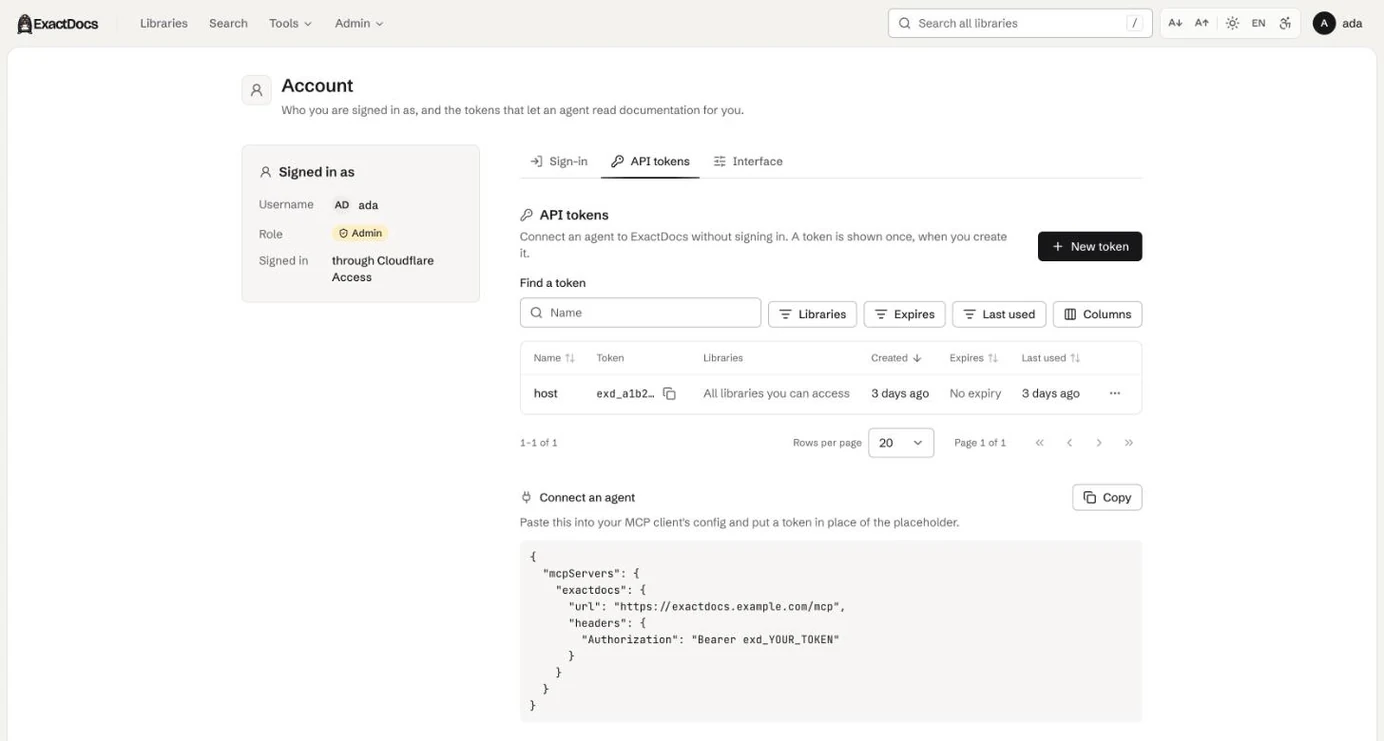 ExactDocs
Libraries
Search
Tools
Admin
Search all libraries
/
A↓
A↑
EN
A
ada
Account
Who you are signed in as, and the tokens that let an agent read documentation for you.
Signed in as
Username
AD
ada
Role
Admin
Signed in
through Cloudflare
Access
Sign-in
API tokens
Interface
API tokens
Connect an agent to ExactDocs without signing in. A token is shown once, when you create
it.
New token
Find a token
Name
Libraries
Expires
Last used
Columns
Name
Token
Libraries
Created
Expires
Last used
host
exd_a1b2…
All libraries you can access
3 days ago
No expiry
3 days ago
1-1 of 1
Rows per page
20
Page 1 of 1
Connect an agent
Copy
Paste this into your MCP client's config and put a token in place of the placeholder.
{
"mcpServers": {
"exactdocs": {
"url": "https://exactdocs.example.com/mcp",
"headers": {
"Authorization": "Bearer exd_YOUR_TOKEN"
}
}
}
}